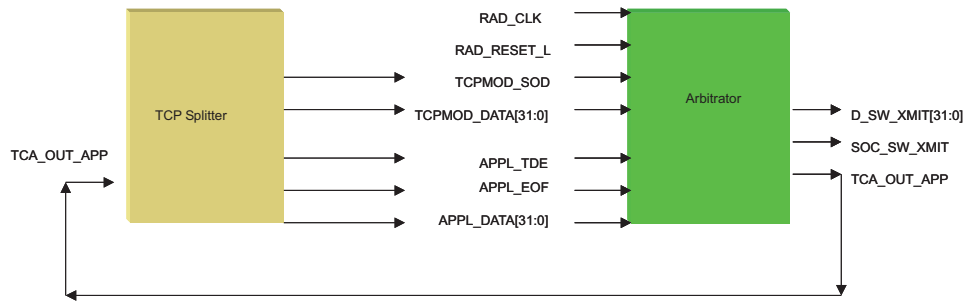 RAD_CLK
RAD_RESET_L
TCPMOD_SOD
TCP Splitter
TCPMOD_DATA[31:0]
Arbitrator
D_SW_XMIT[31:0]
SOC_SW_XMIT
TCA_OUT_APP
APPL_TDE
TCA_OUT_APP
APPL_EOF
APPL_DATA[31:0]